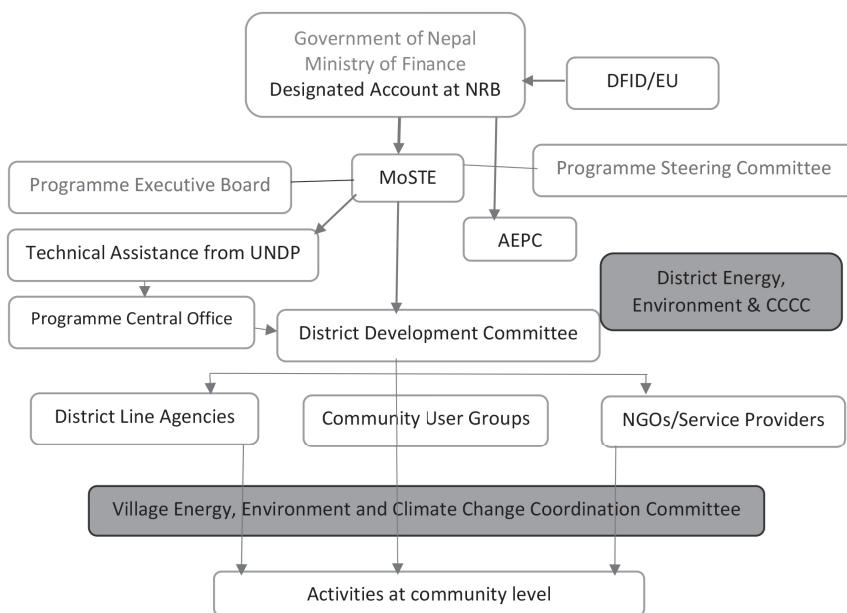 Government of Nepal
Ministry of Finance
Designated Account at NRB
DFID/EU
Programme Executive Board
MoSTE
Programme Steering Committee
Technical Assistance from UNDP
AEPC
District Energy,
Environment & CCCC
Programme Central Office
District Development Committee
District Line Agencies
Community User Groups
NGOs/Service Providers
Village Energy, Environment and Climate Change Coordination Committee
Activities at community level